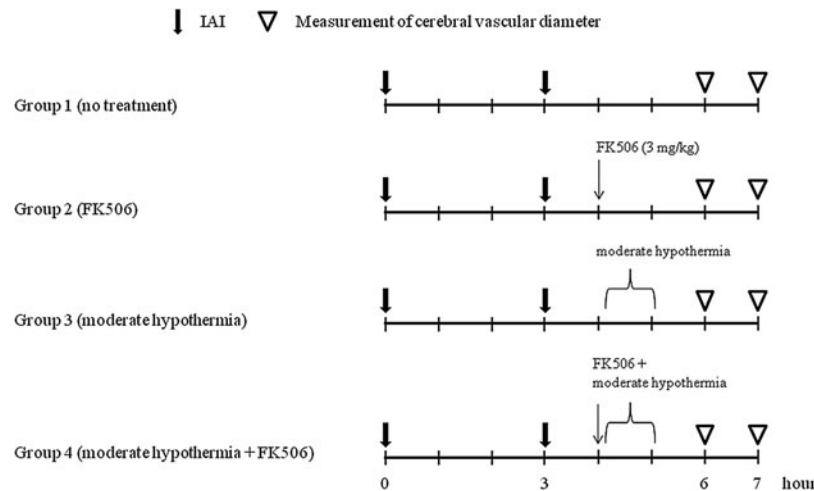 IAI Measurement of cerebral vascular diameter
Group 1 (no treatment)
FK506 (3 mg/kg)
Group 2 (FK506)
moderate hypothermia
Group 3 (moderate hypothermia)
FK506 +
moderate hypothermia
Group 4 (moderate hypothermia + FK506)
0 3 6 7 hour